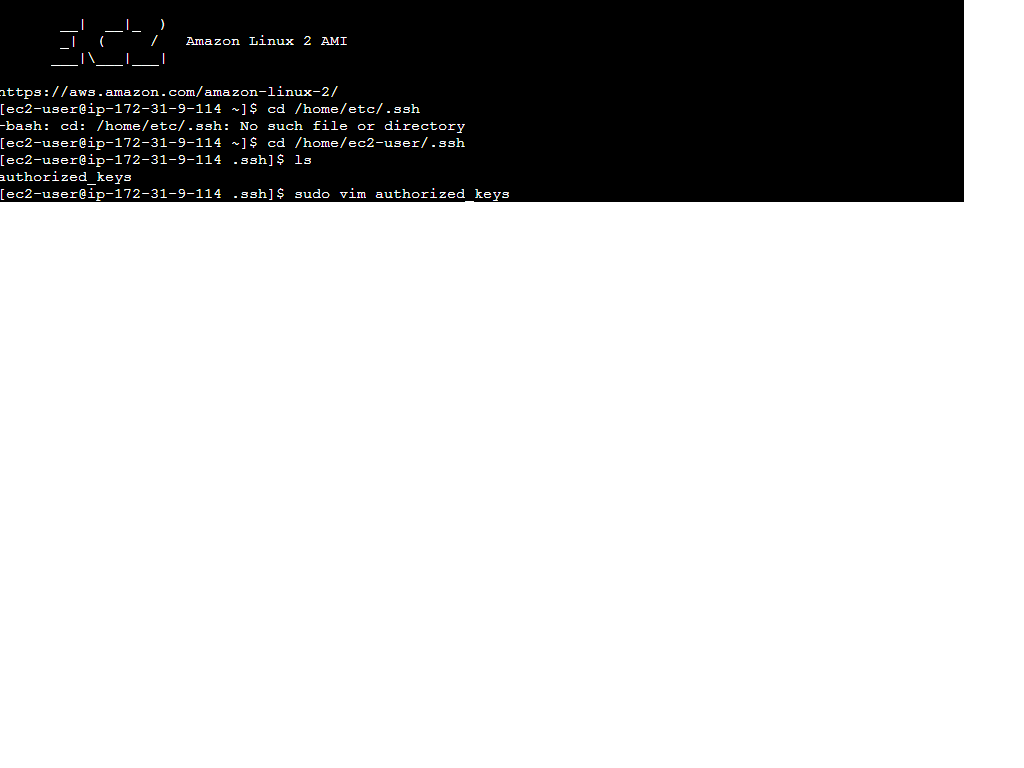 __|  __|_  )
       _|  (     /   Amazon Linux 2 AMI
      ___|\___|___|
https://aws.amazon.com/amazon-linux-2/
[ec2-user@ip-172-31-9-114 ~]$ cd /home/etc/.ssh
-bash: cd: /home/etc/.ssh: No such file or directory
[ec2-user@ip-172-31-9-114 ~]$ cd /home/ec2-user/.ssh
[ec2-user@ip-172-31-9-114 .ssh]$ ls
authorized_keys
[ec2-user@ip-172-31-9-114 .ssh]$ sudo vim authorized_keys